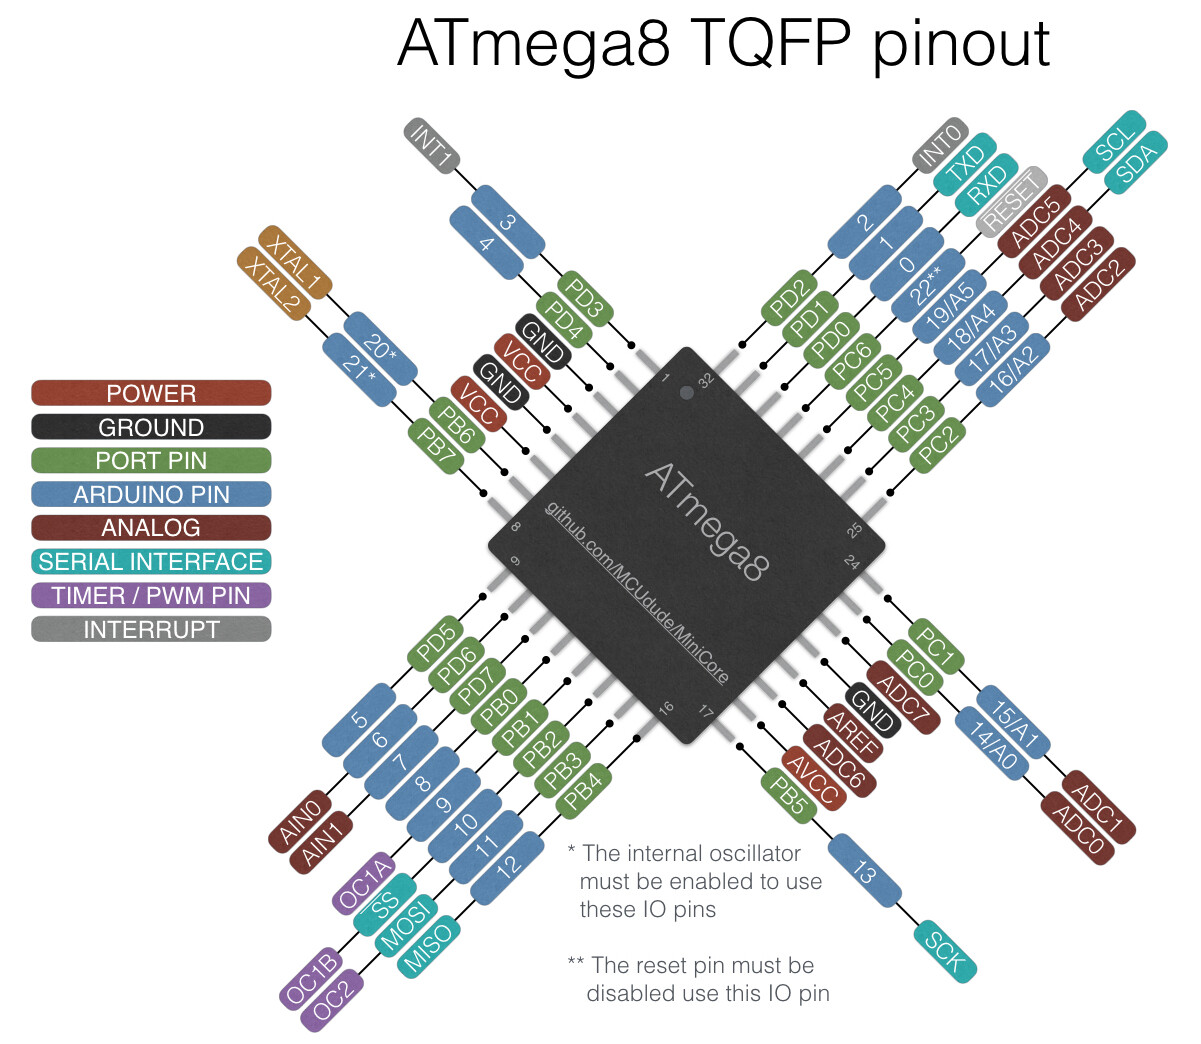 ATmega8 TQFP pinout
INT1
3
PD3
4
PD4
GND
VCC
GND
VCC
XTAL1
20*
PB6
XTAL2
21*
PB7
INT0
2
PD2
TXD
1
PD1
RXD
0
PD0
RESET
22**
PC6
SCL
ADC5
19/A5
PC5
SDA
ADC4
18/A4
PC4
ADC3
17/A3
PC3
ADC2
16/A2
PC2
POWER
GROUND
PORT PIN
ARDUINO PIN
ANALOG
SERIAL INTERFACE
TIMER / PWM PIN
INTERRUPT
1
32
8
9
25
24
16
17
ATmega8
github.com/MCUdude/MiniCore
PD5
5
PD6
6
AIN0
PD7
7
AIN1
PB0
8
PB1
9
OC1A
PB2
10
SS
OC1B
PB3
11
MOSI
OC2
PB4
12
MISO
PC1
15/A1
ADC1
PC0
14/A0
ADC0
ADC7
GND
AREF
ADC6
AVCC
PB5
13
SCK
* The internal oscillator
must be enabled to use
these IO pins
** The reset pin must be
disabled use this IO pin